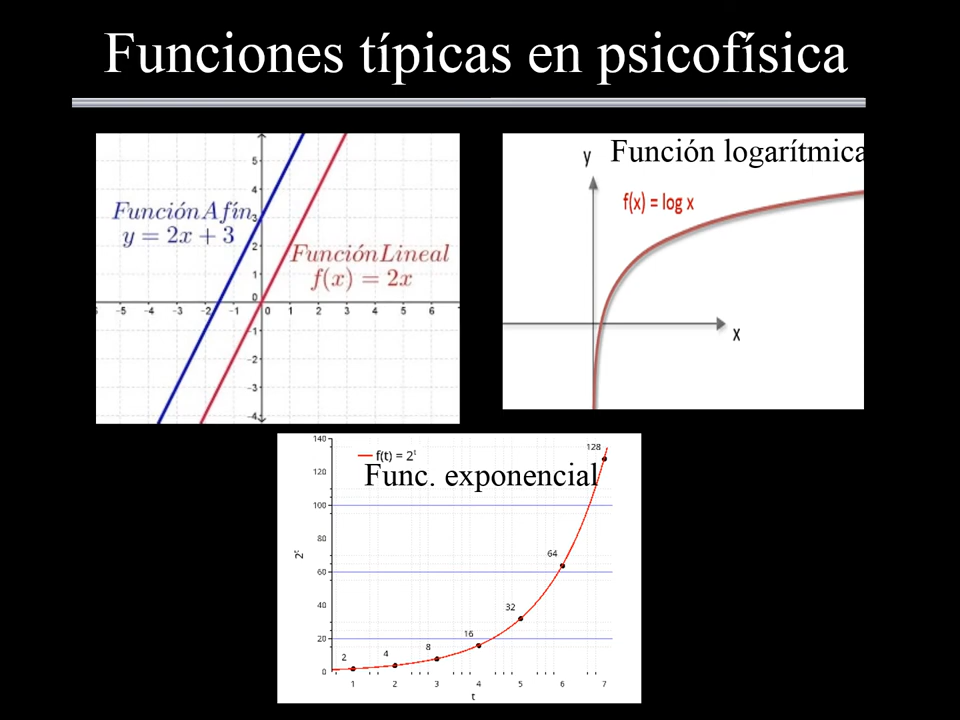 Funciones típicas en psicofísica
Función Afín
y = 2x + 3
Función Lineal
f(x) = 2x
5
4
3
2
1
0
-1
-2
-3
-4
-5 -4 -3 -2 -1 0 1 2 3 4 5 6
Función logarítmica
y
f(x) = log x
x
f(t) = 2ᵗ
Func. exponencial
2ᵗ
140
120
100
80
60
40
20
0
2 4 8 16 32 64 128
1 2 3 4 5 6 7
t